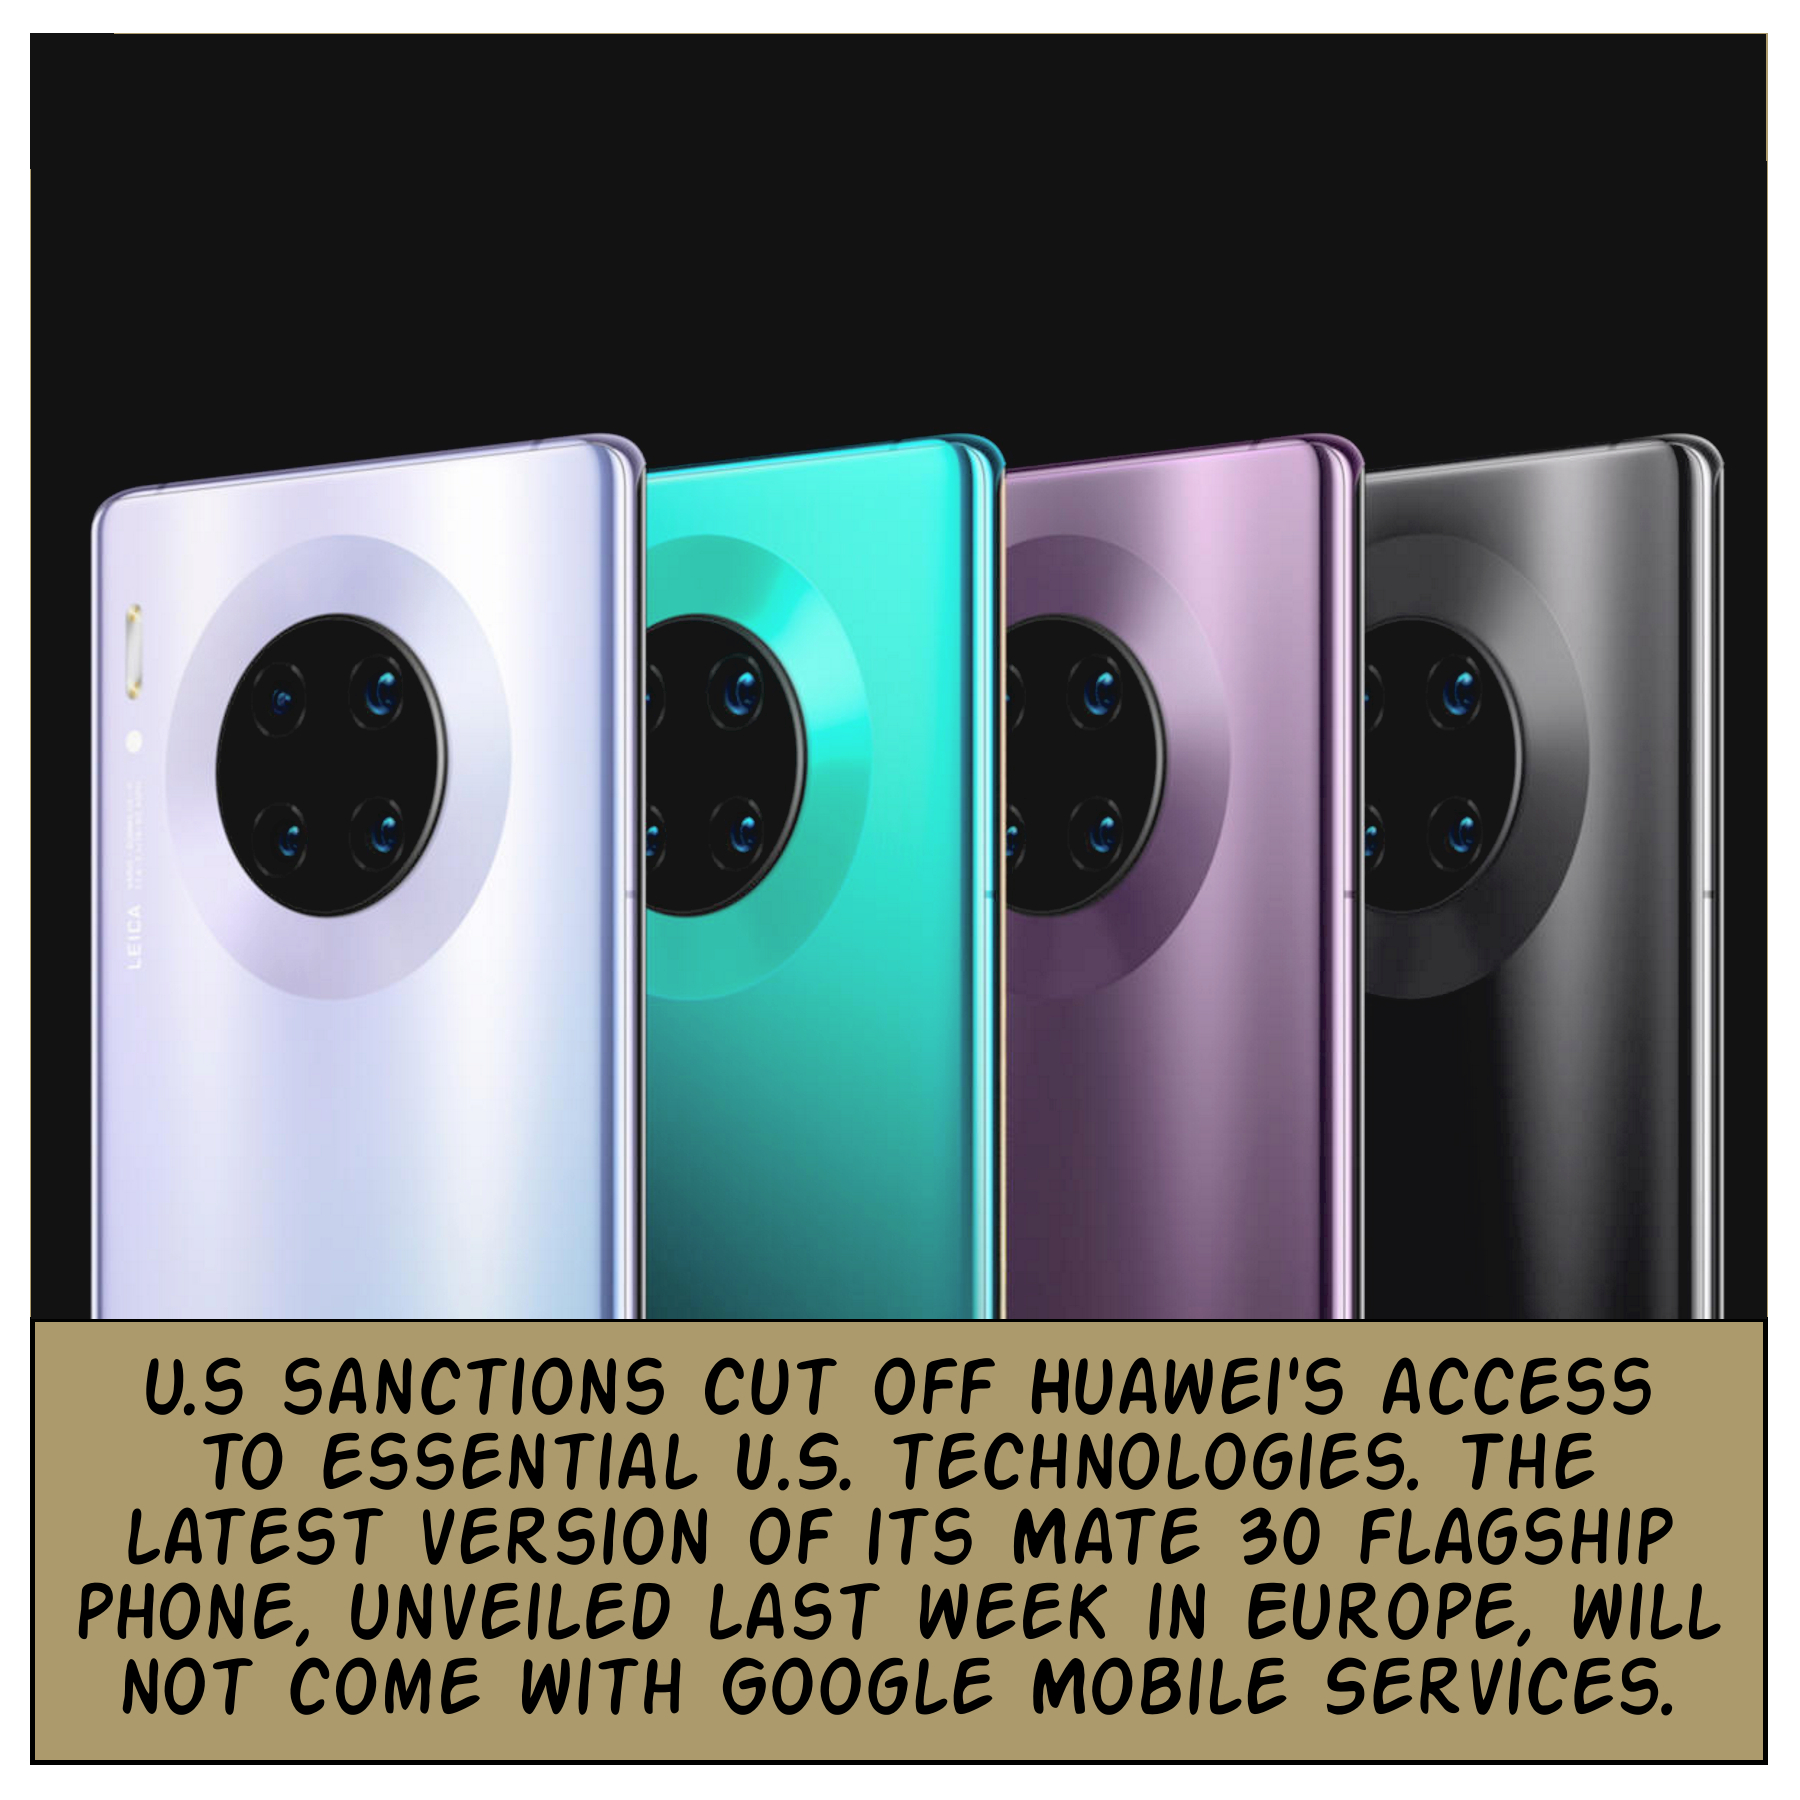 LEICA
U.S SANCTIONS CUT OFF HUAWEI'S ACCESS
TO ESSENTIAL U.S. TECHNOLOGIES. THE
LATEST VERSION OF ITS MATE 30 FLAGSHIP
PHONE, UNVEILED LAST WEEK IN EUROPE, WILL
NOT COME WITH GOOGLE MOBILE SERVICES.